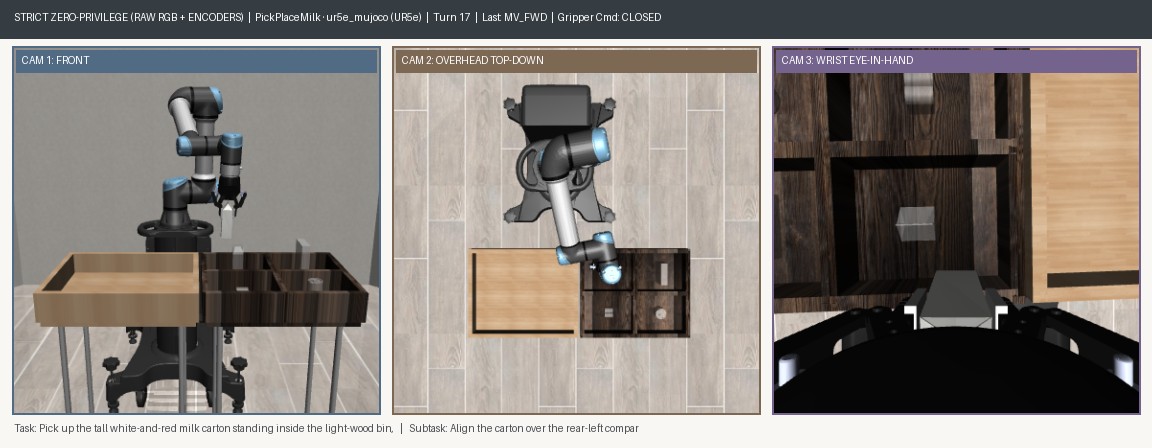 STRICT ZERO-PRIVILEGE (RAW RGB + ENCODERS) | PickPlaceMilk · ur5e_mujoco (UR5e) | Turn 17 | Last MV_FWD | Gripper Cmd: CLOSED
CAM 1: FRONT
CAM 2: OVERHEAD TOP-DOWN
CAM 3: WRIST EYE-IN-HAND
Task: Pick up the tall white-and-red milk carton standing inside the light-wood bin, | Subtask: Align the carton over the rear-left compar